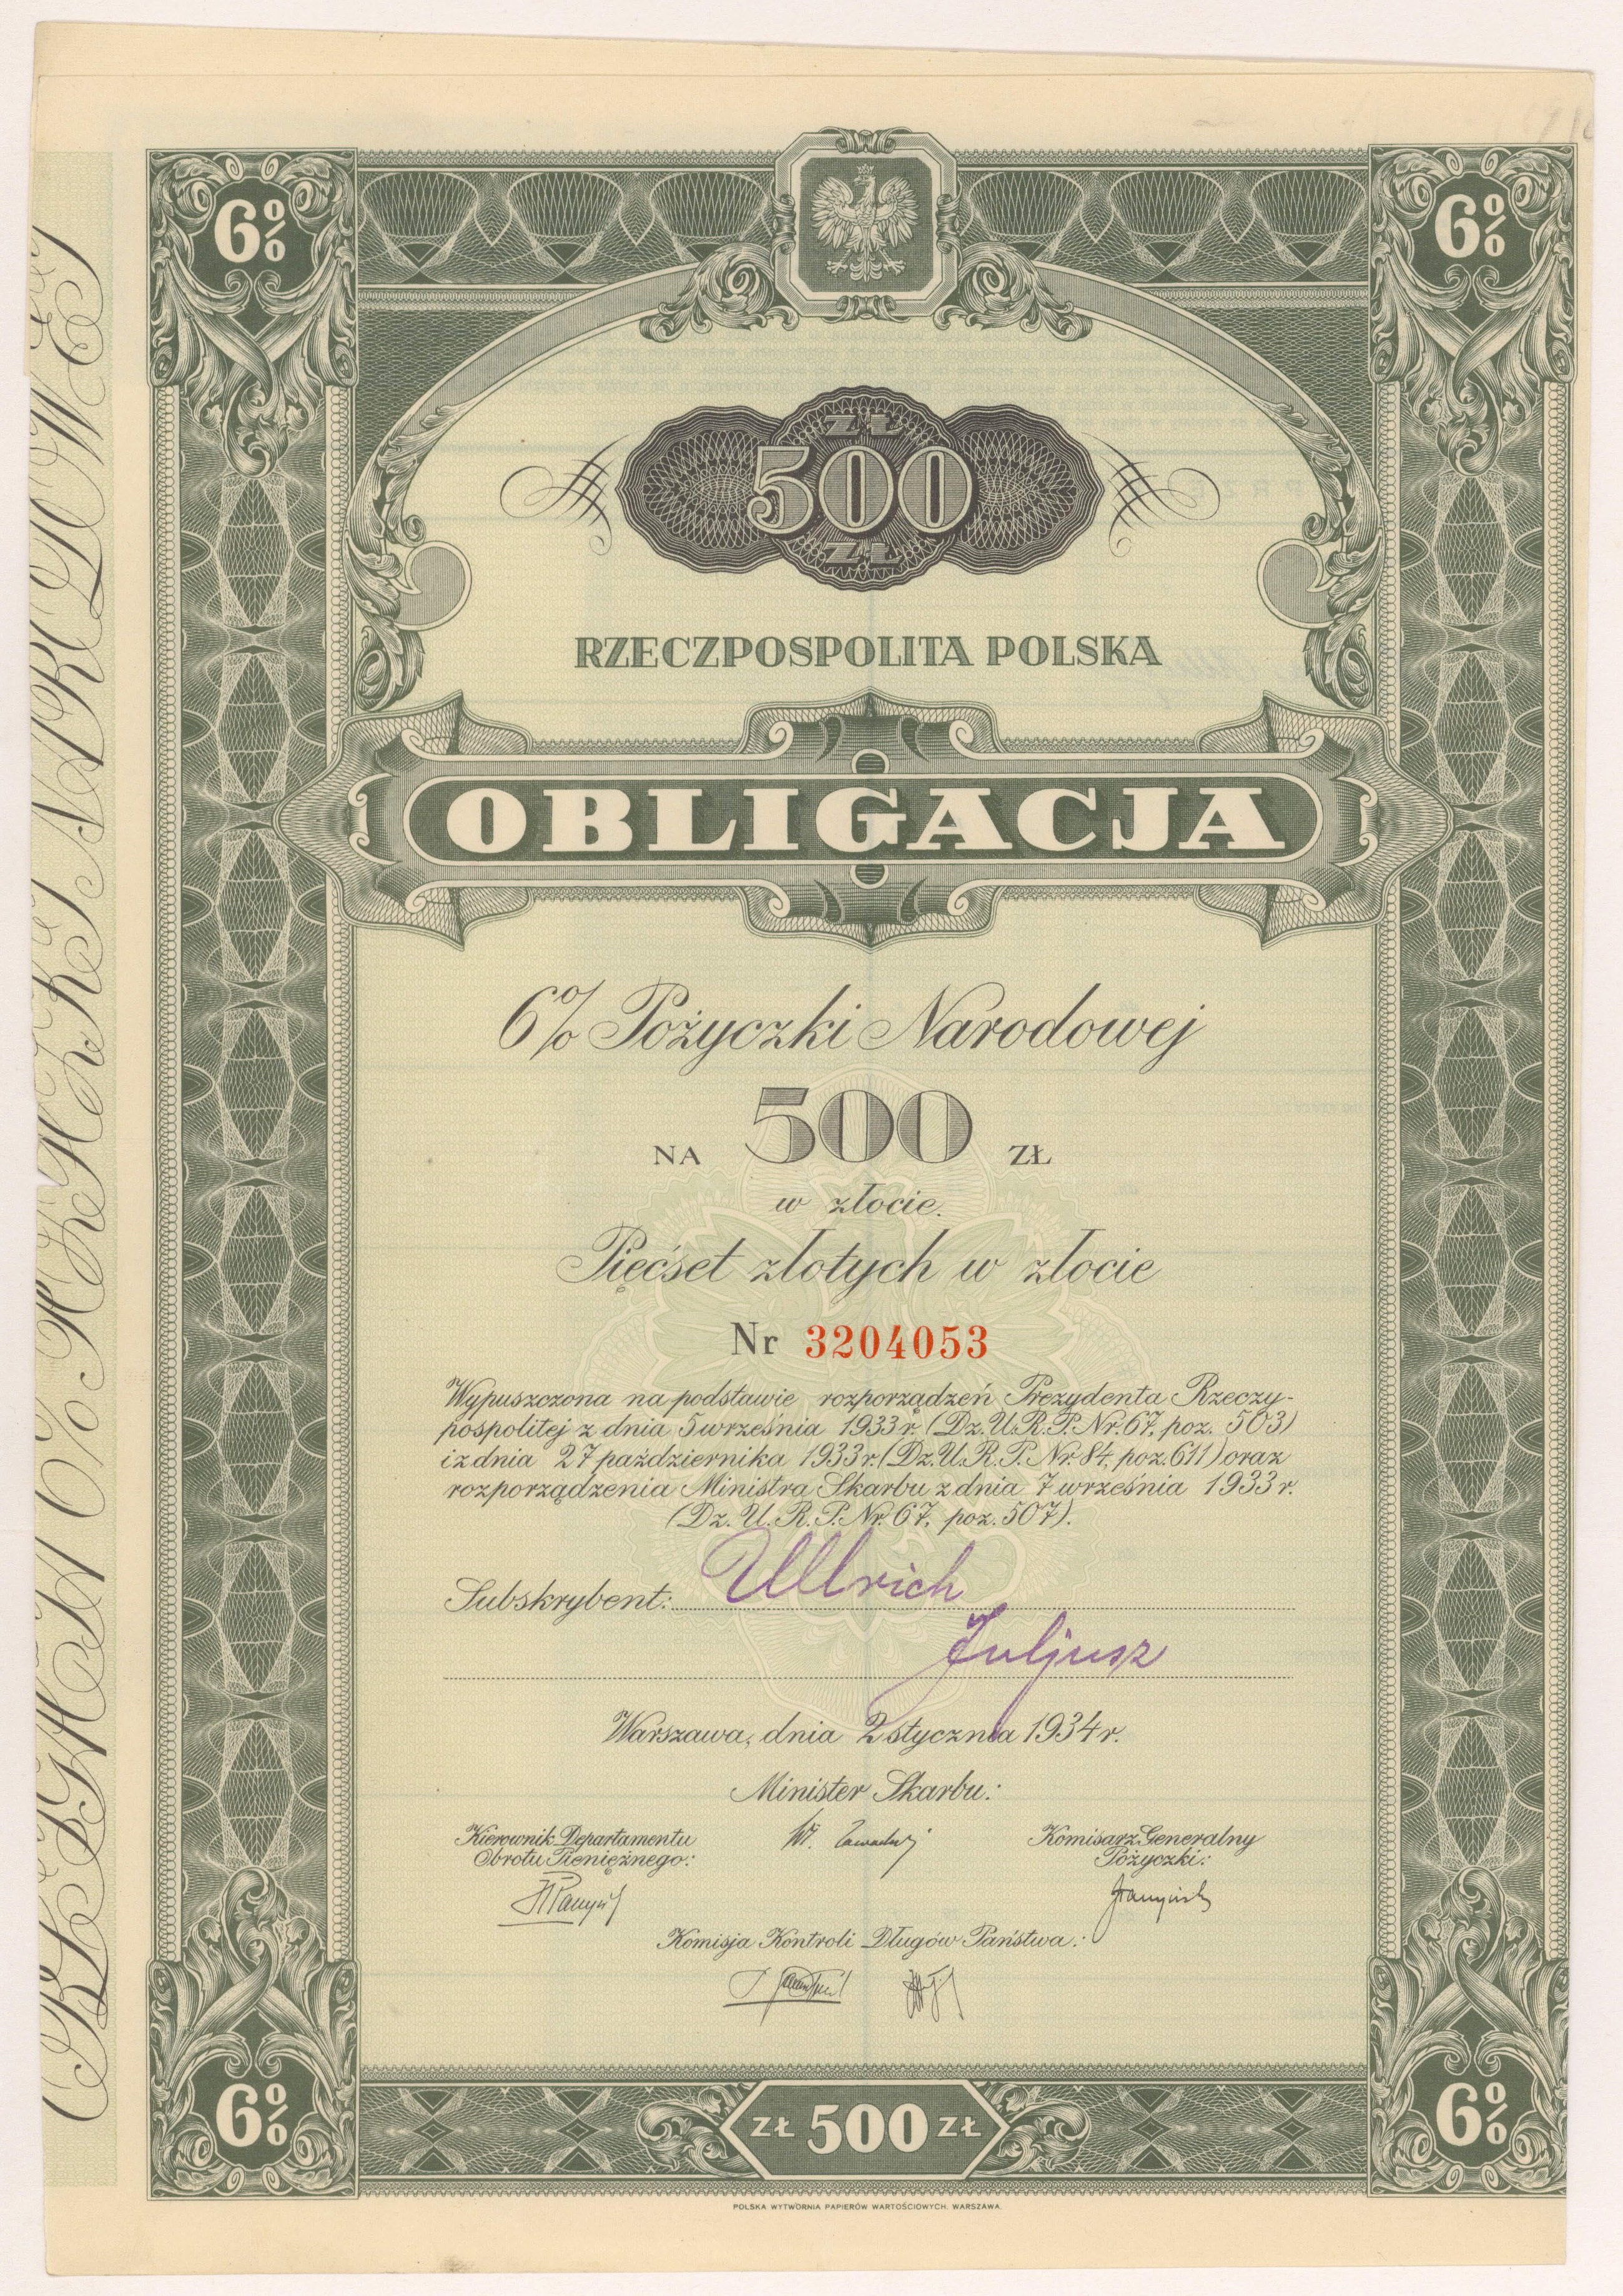 6%
6%
ZŁ
500
ZŁ
RZECZPOSPOLITA POLSKA
OBLIGACJA
6% Pożyczki Narodowej
NA 500 ZŁ
w złocie.
Pięćset złotych w złocie
Nr 3204053
Wypuszczona na podstawie rozporządzeń Prezydenta Rzeczy-
pospolitej z dnia 5 września 1933 r. (Dz. U. R. P. Nr. 67, poz. 503)
i z dnia 27 października 1933 r. (Dz. U. R. P. Nr. 84, poz. 611) oraz
rozporządzenia Ministra Skarbu z dnia 7 września 1933 r.
(Dz. U. R. P. Nr. 67, poz. 507).
Subskrybent: Ullrich
Juljusz
Warszawa, dnia 2 stycznia 1934 r.
Minister Skarbu:
Kierownik Departamentu
Obrotu Pieniężnego:
Komisarz Generalny
Pożyczki:
Komisja Kontroli Długów Państwa:
6%
ZŁ 500 ZŁ
6%
POLSKA WYTWÓRNIA PAPIERÓW WARTOŚCIOWYCH. WARSZAWA.